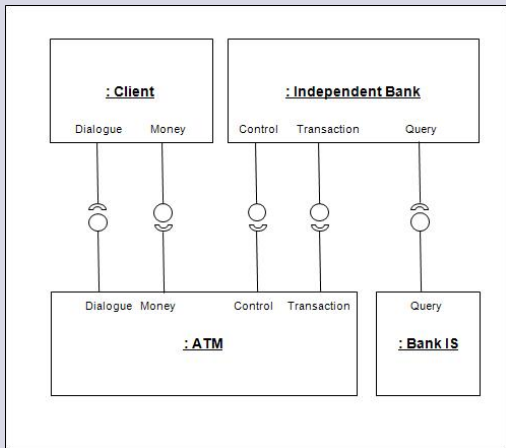 : Client
: Independent Bank
Dialogue Money
Control Transaction Query
Dialogue Money Control Transaction
Query
: ATM
: Bank IS